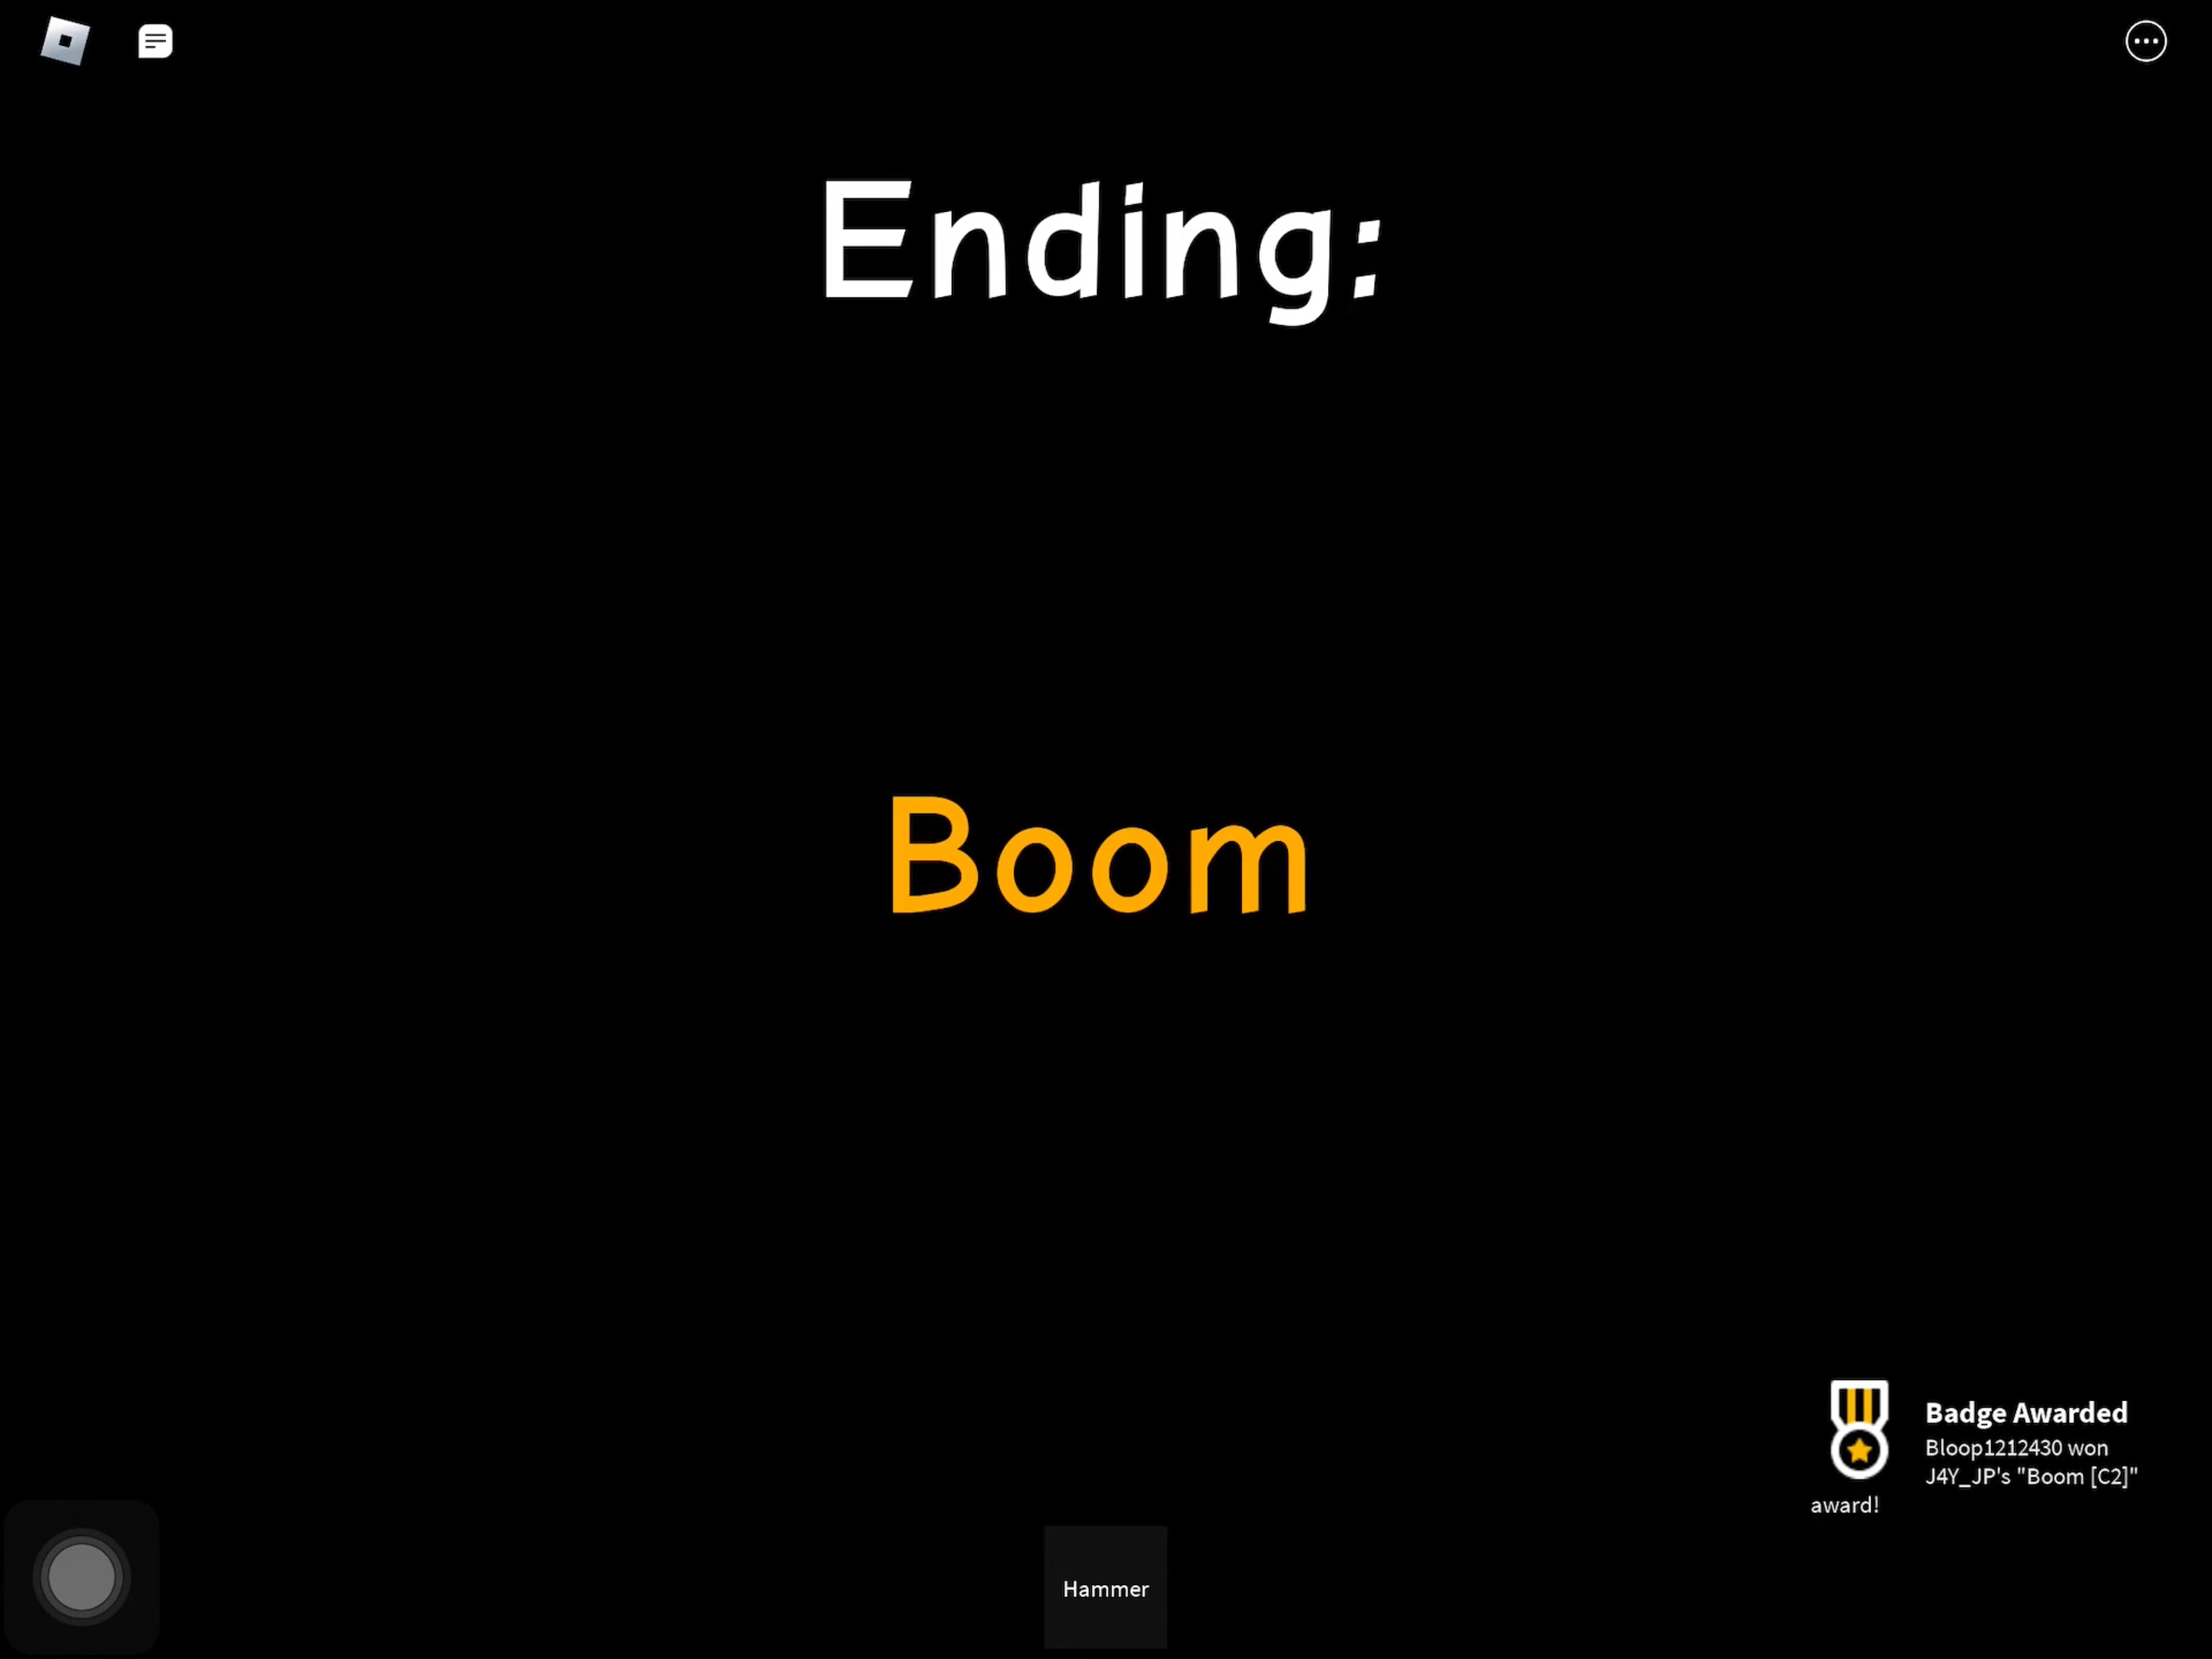 Ending:
Boom
Badge Awarded
Bloop1212430 won
J4Y_JP's "Boom [C2]"
award!
Hammer